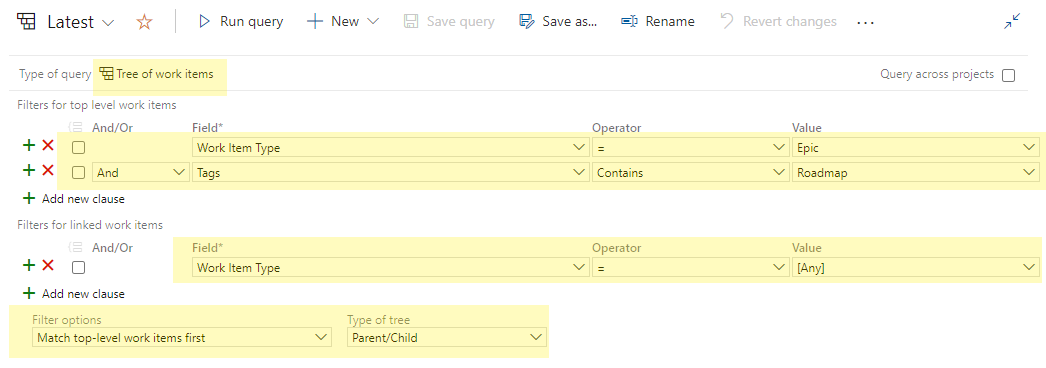 Latest Run query New Save query Save as... Rename Revert changes ...
Type of query Tree of work items Query across projects
Filters for top level work items
And/Or Field* Operator Value
Work Item Type = Epic
And Tags Contains Roadmap
Add new clause
Filters for linked work items
And/Or Field* Operator Value
Work Item Type = [Any]
Add new clause
Filter options Type of tree
Match top-level work items first Parent/Child